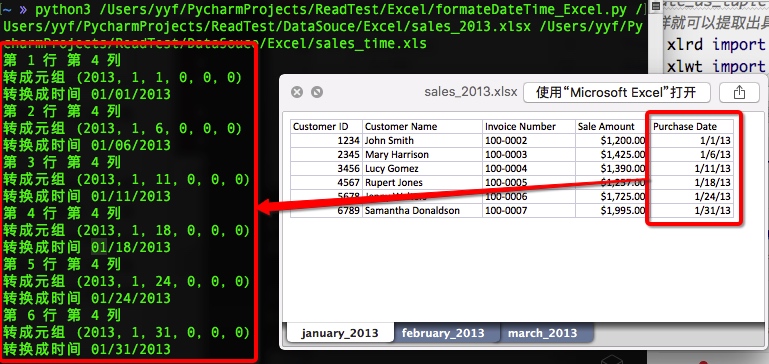 [~ » python3 /Users/yyf/PycharmProjects/ReadTest/Excel/formateDateTime_Excel.py /
Users/yyf/PycharmProjects/ReadTest/DataSouce/Excel/sales_2013.xlsx /Users/yyf/Py
charmProjects/ReadTest/DataSouce/Excel/sales_time.xls
第 1 行 第 4 列
转成元组 (2013, 1, 1, 0, 0, 0)
转换成时间 01/01/2013
第 2 行 第 4 列
转成元组 (2013, 1, 6, 0, 0, 0)
转换成时间 01/06/2013
第 3 行 第 4 列
转成元组 (2013, 1, 11, 0, 0, 0)
转换成时间 01/11/2013
第 4 行 第 4 列
转成元组 (2013, 1, 18, 0, 0, 0)
转换成时间 01/18/2013
第 5 行 第 4 列
转成元组 (2013, 1, 24, 0, 0, 0)
转换成时间 01/24/2013
第 6 行 第 4 列
转成元组 (2013, 1, 31, 0, 0, 0)
转换成时间 01/31/2013
样就可以提取出具
xlrd import
xlwt import
sales_2013.xlsx 使用“Microsoft Excel”打开
Customer ID Customer Name Invoice Number Sale Amount Purchase Date
1234 John Smith 100-0002 $1,200.00 1/1/13
2345 Mary Harrison 100-0003 $1,425.00 1/6/13
3456 Lucy Gomez 100-0004 $1,390.00 1/11/13
4567 Rupert Jones 100-0005 $1,257.00 1/18/13
5678 100-0006 $1,725.00 1/24/13
6789 Samantha Donaldson 100-0007 $1,995.00 1/31/13
january_2013 february_2013 march_2013